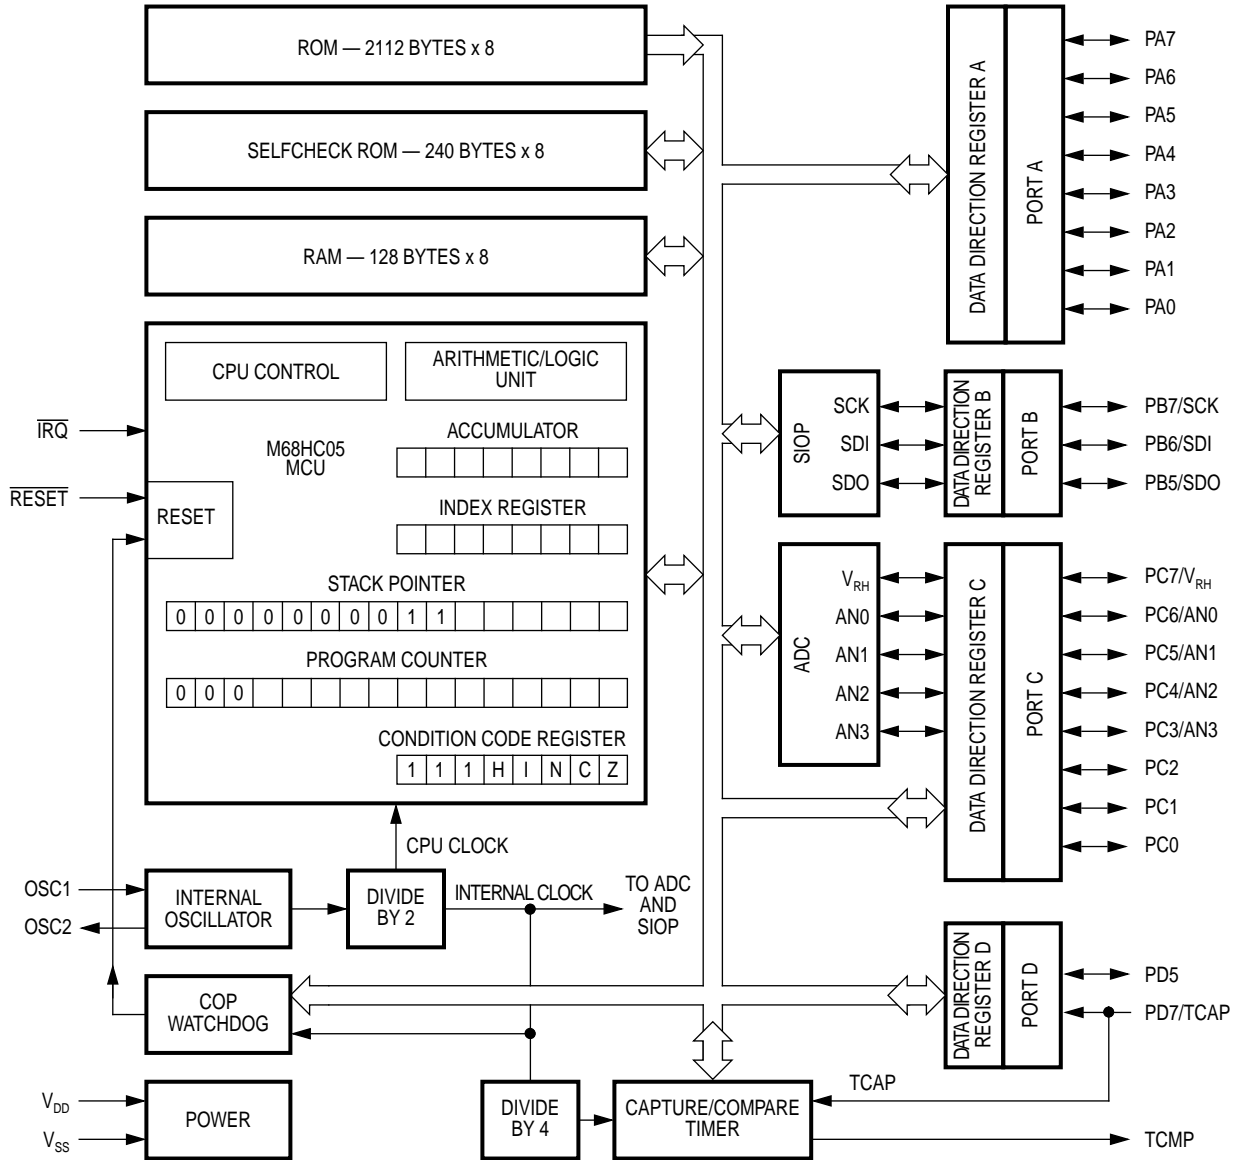 ROM — 2112 BYTES x 8
SELFCHECK ROM — 240 BYTES x 8
RAM — 128 BYTES x 8
CPU CONTROL
ARITHMETIC/LOGIC
UNIT
M68HC05
MCU
ACCUMULATOR
INDEX REGISTER
RESET
STACK POINTER
0 0 0 0 0 0 0 0 1 1
PROGRAM COUNTER
0 0 0
CONDITION CODE REGISTER
1 1 1 H I N C Z
IRQ
RESET
CPU CLOCK
OSC1
OSC2
INTERNAL
OSCILLATOR
DIVIDE
BY 2
INTERNAL CLOCK
TO ADC
AND
SIOP
COP
WATCHDOG
VDD
VSS
POWER
DIVIDE
BY 4
CAPTURE/COMPARE
TIMER
TCAP
TCMP
DATA DIRECTION REGISTER A
PORT A
PA7
PA6
PA5
PA4
PA3
PA2
PA1
PA0
SIOP
SCK
SDI
SDO
DATA DIRECTION
REGISTER B
PORT B
PB7/SCK
PB6/SDI
PB5/SDO
ADC
VRH
AN0
AN1
AN2
AN3
DATA DIRECTION REGISTER C
PORT C
PC7/VRH
PC6/AN0
PC5/AN1
PC4/AN2
PC3/AN3
PC2
PC1
PC0
DATA DIRECTION
REGISTER D
PORT D
PD5
PD7/TCAP